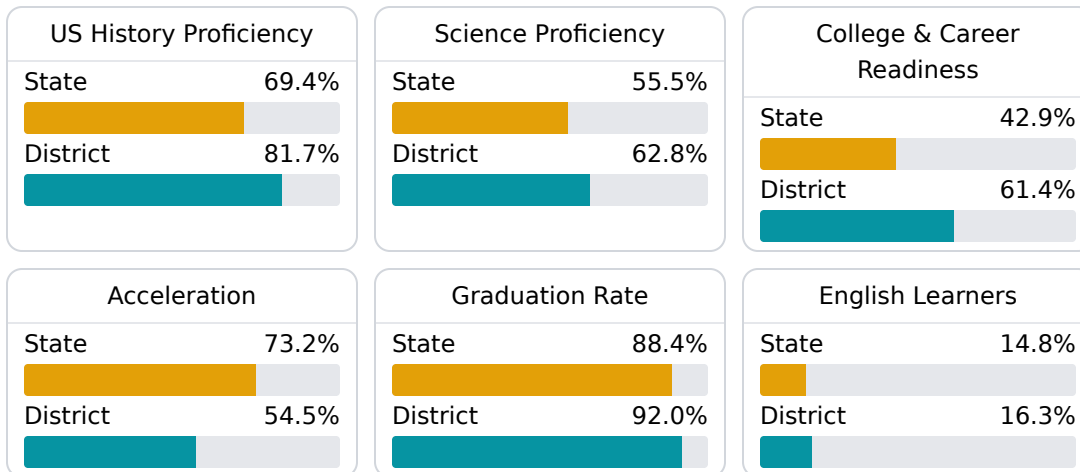 US History Proficiency
State 69.4%
District 81.7%
Science Proficiency
State 55.5%
District 62.8%
College & Career
Readiness
State 42.9%
District 61.4%
Acceleration
State 73.2%
District 54.5%
Graduation Rate
State 88.4%
District 92.0%
English Learners
State 14.8%
District 16.3%